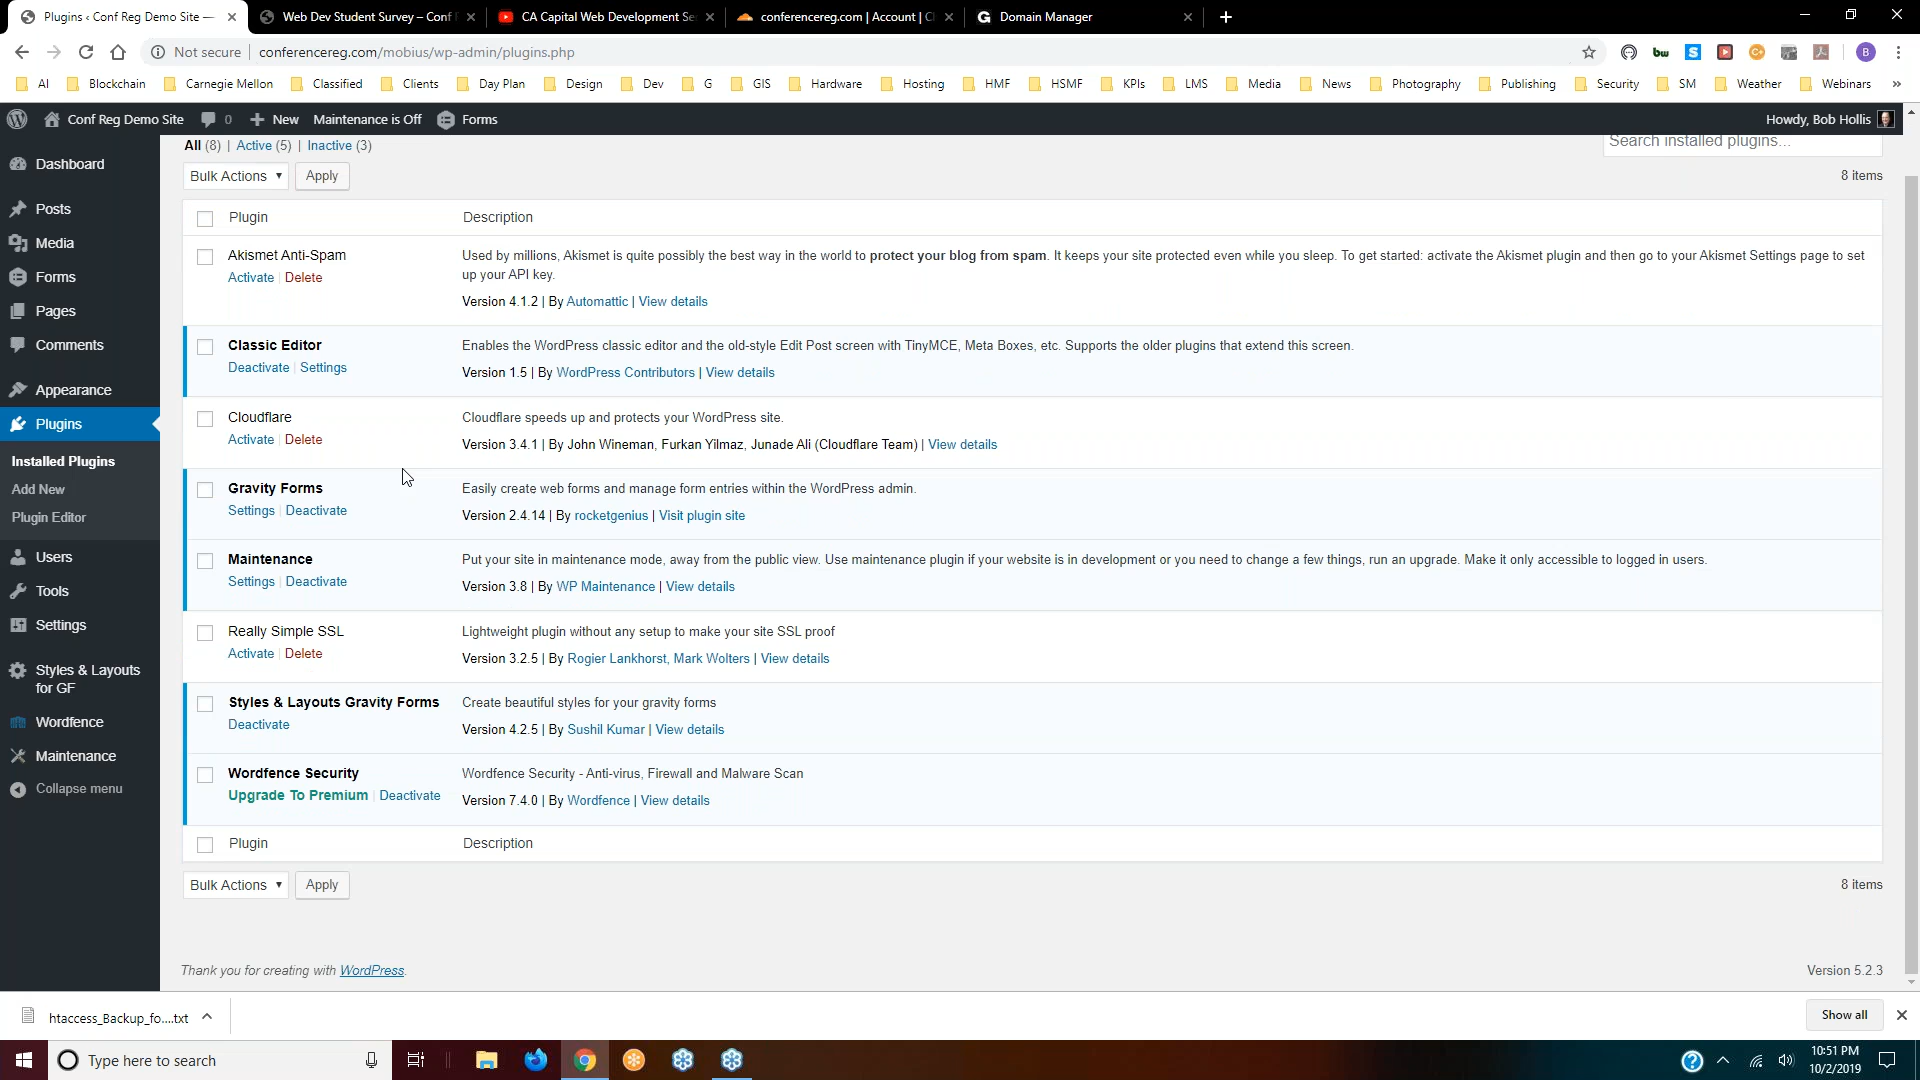 Plugins ‹ Conf Reg Demo Site —
Web Dev Student Survey – Conf
CA Capital Web Development Se
conferencereg.com | Account | Cl
Domain Manager
Not secure
conferencereg.com/mobius/wp-admin/plugins.php
B
AI
Blockchain
Carnegie Mellon
Classified
Clients
Day Plan
Design
Dev
G
GIS
Hardware
Hosting
HMF
HSMF
KPIs
LMS
Media
News
Photography
Publishing
Security
SM
Weather
Webinars
»
Conf Reg Demo Site
0
New
Maintenance is Off
Forms
Howdy, Bob Hollis
Dashboard
Posts
Media
Forms
Pages
Comments
Appearance
Plugins
Installed Plugins
Add New
Plugin Editor
Users
Tools
Settings
Styles & Layouts
for GF
Wordfence
Maintenance
Collapse menu
All (8) | Active (5) | Inactive (3)
Search installed plugins...
Bulk Actions
Apply
8 items
Plugin
Description
Akismet Anti-Spam
Activate | Delete
Used by millions, Akismet is quite possibly the best way in the world to protect your blog from spam. It keeps your site protected even while you sleep. To get started: activate the Akismet plugin and then go to your Akismet Settings page to set
up your API key.
Version 4.1.2 | By Automattic | View details
Classic Editor
Deactivate | Settings
Enables the WordPress classic editor and the old-style Edit Post screen with TinyMCE, Meta Boxes, etc. Supports the older plugins that extend this screen.
Version 1.5 | By WordPress Contributors | View details
Cloudflare
Activate | Delete
Cloudflare speeds up and protects your WordPress site.
Version 3.4.1 | By John Wineman, Furkan Yilmaz, Junade Ali (Cloudflare Team) | View details
Gravity Forms
Settings | Deactivate
Easily create web forms and manage form entries within the WordPress admin.
Version 2.4.14 | By rocketgenius | Visit plugin site
Maintenance
Settings | Deactivate
Put your site in maintenance mode, away from the public view. Use maintenance plugin if your website is in development or you need to change a few things, run an upgrade. Make it only accessible to logged in users.
Version 3.8 | By WP Maintenance | View details
Really Simple SSL
Activate | Delete
Lightweight plugin without any setup to make your site SSL proof
Version 3.2.5 | By Rogier Lankhorst, Mark Wolters | View details
Styles & Layouts Gravity Forms
Deactivate
Create beautiful styles for your gravity forms
Version 4.2.5 | By Sushil Kumar | View details
Wordfence Security
Upgrade To Premium | Deactivate
Wordfence Security - Anti-virus, Firewall and Malware Scan
Version 7.4.0 | By Wordfence | View details
Plugin
Description
Bulk Actions
Apply
8 items
Thank you for creating with WordPress.
Version 5.2.3
htaccess_Backup_fo....txt
Show all
Type here to search
10:51 PM
10/2/2019